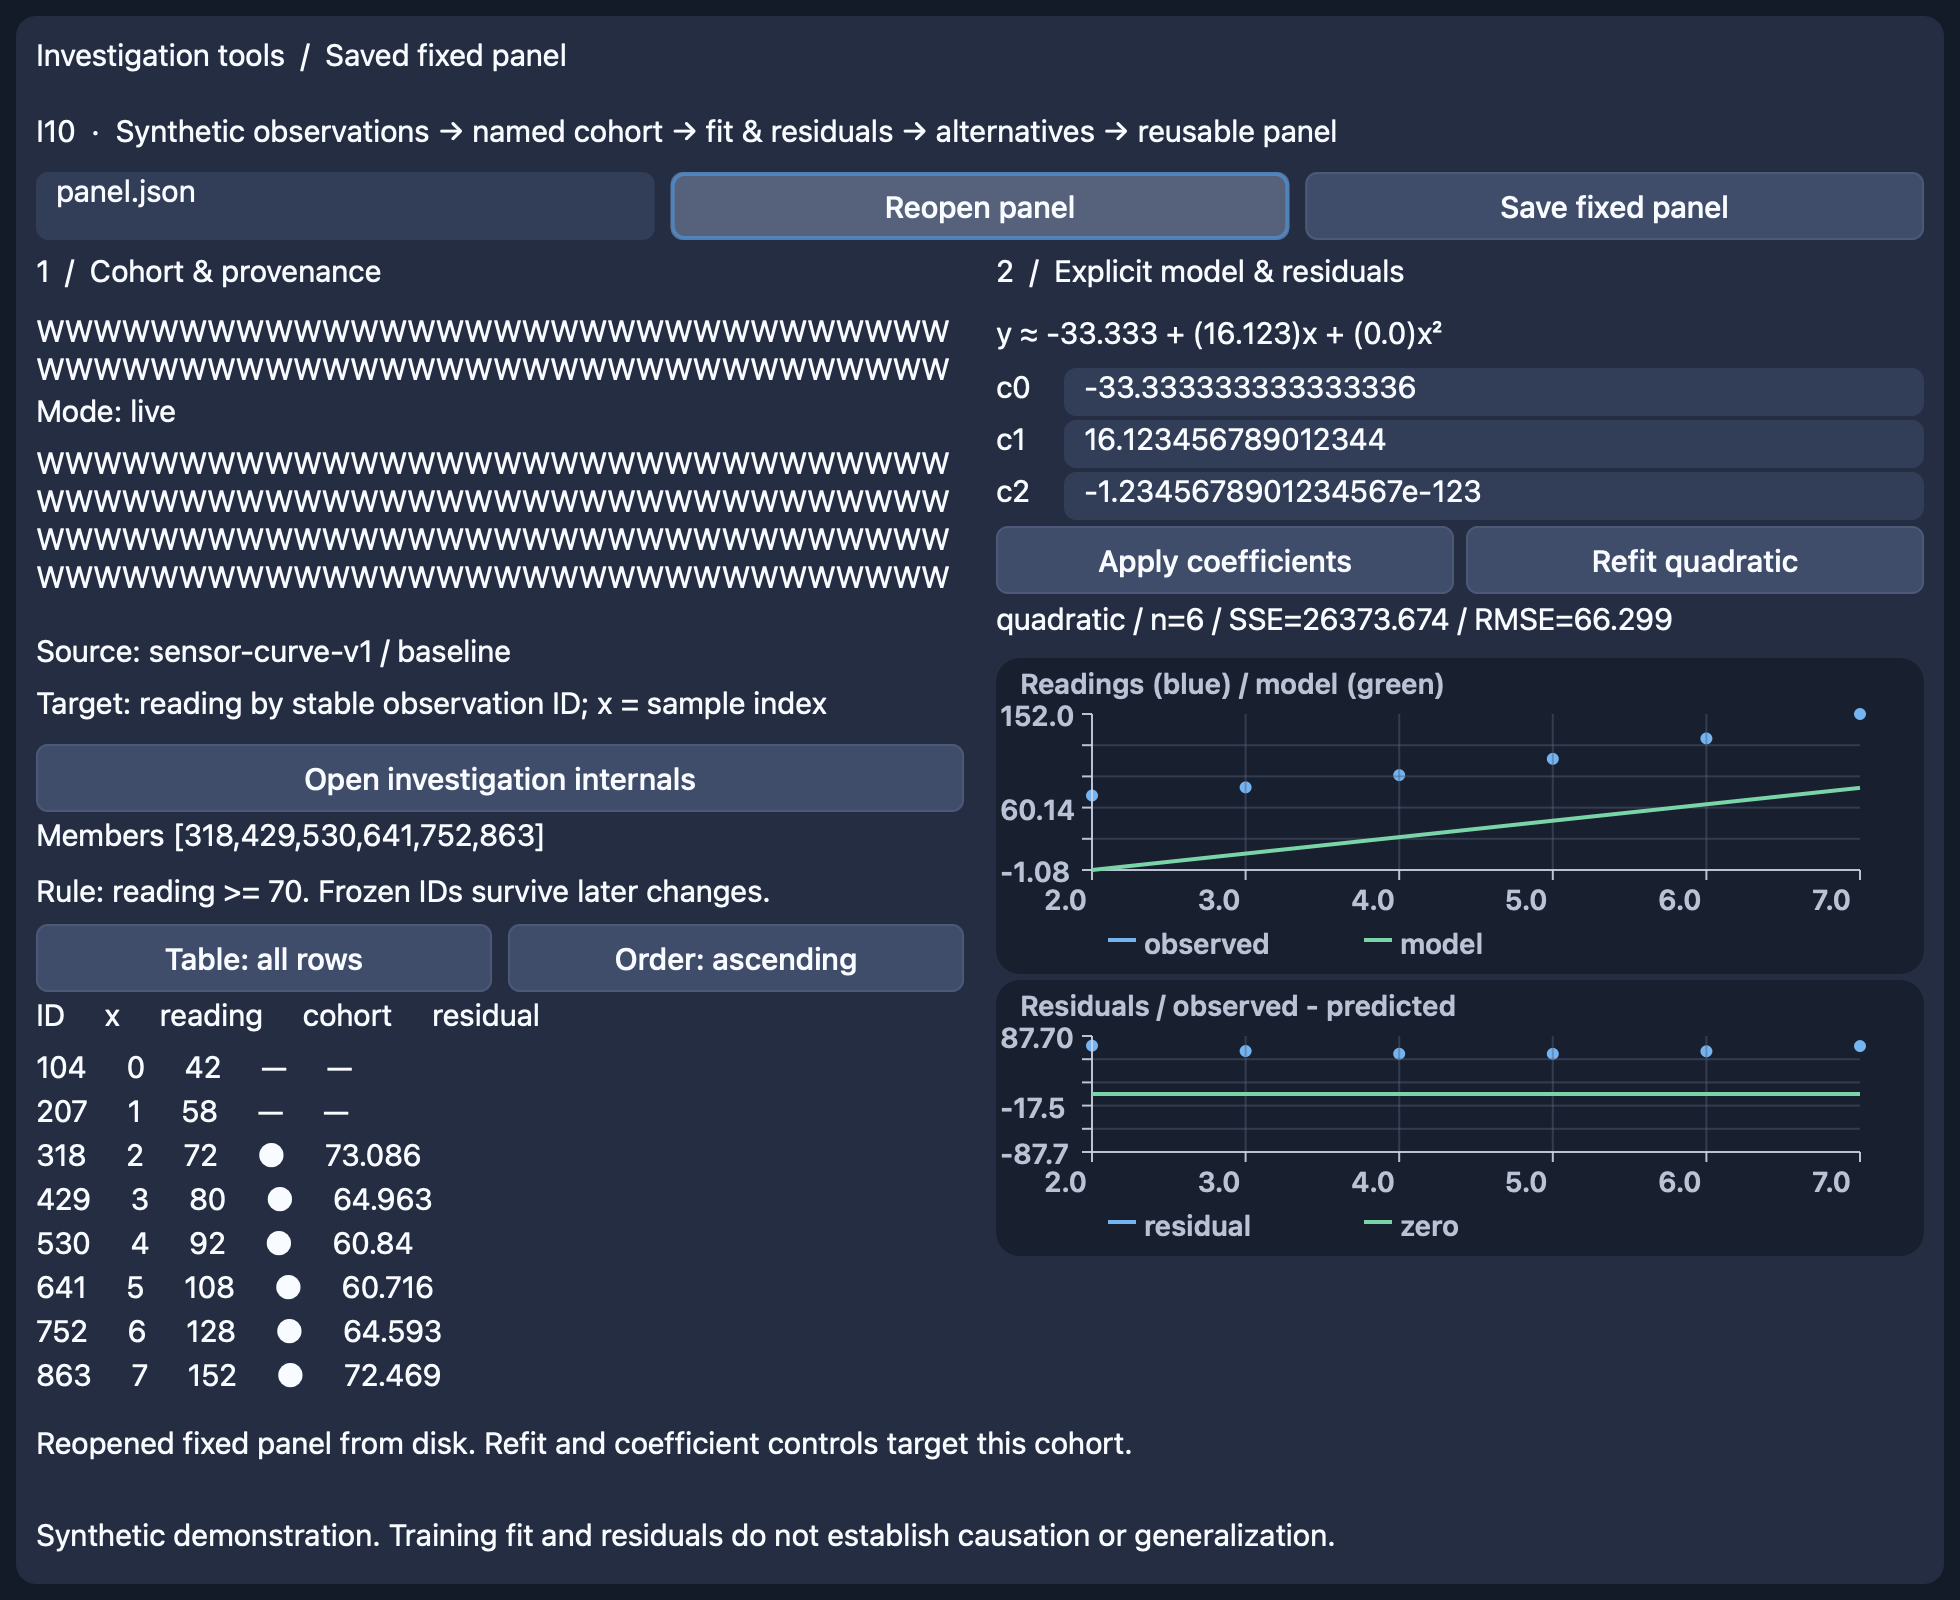 Investigation tools / Saved fixed panel
I10 · Synthetic observations → named cohort → fit & residuals → alternatives → reusable panel
panel.json
Reopen panel
Save fixed panel
1 / Cohort & provenance
WWWWWWWWWWWWWWWWWWWWWWWWWWWWWWWW
WWWWWWWWWWWWWWWWWWWWWWWWWWWWWWWW
Mode: live
WWWWWWWWWWWWWWWWWWWWWWWWWWWWWWWW
WWWWWWWWWWWWWWWWWWWWWWWWWWWWWWWW
WWWWWWWWWWWWWWWWWWWWWWWWWWWWWWWW
WWWWWWWWWWWWWWWWWWWWWWWWWWWWWWWW
Source: sensor-curve-v1 / baseline
Target: reading by stable observation ID; x = sample index
Open investigation internals
Members [318,429,530,641,752,863]
Rule: reading >= 70. Frozen IDs survive later changes.
Table: all rows
Order: ascending
ID x reading cohort residual
104 0 42 — —
207 1 58 — —
318 2 72 ● 73.086
429 3 80 ● 64.963
530 4 92 ● 60.84
641 5 108 ● 60.716
752 6 128 ● 64.593
863 7 152 ● 72.469
2 / Explicit model & residuals
y ≈ -33.333 + (16.123)x + (0.0)x²
c0 -33.333333333333336
c1 16.123456789012344
c2 -1.2345678901234567e-123
Apply coefficients
Refit quadratic
quadratic / n=6 / SSE=26373.674 / RMSE=66.299
Readings (blue) / model (green)
152.0
60.14
-1.08
2.0 3.0 4.0 5.0 6.0 7.0
observed model
Residuals / observed - predicted
87.70
-17.5
-87.7
2.0 3.0 4.0 5.0 6.0 7.0
residual zero
Reopened fixed panel from disk. Refit and coefficient controls target this cohort.
Synthetic demonstration. Training fit and residuals do not establish causation or generalization.